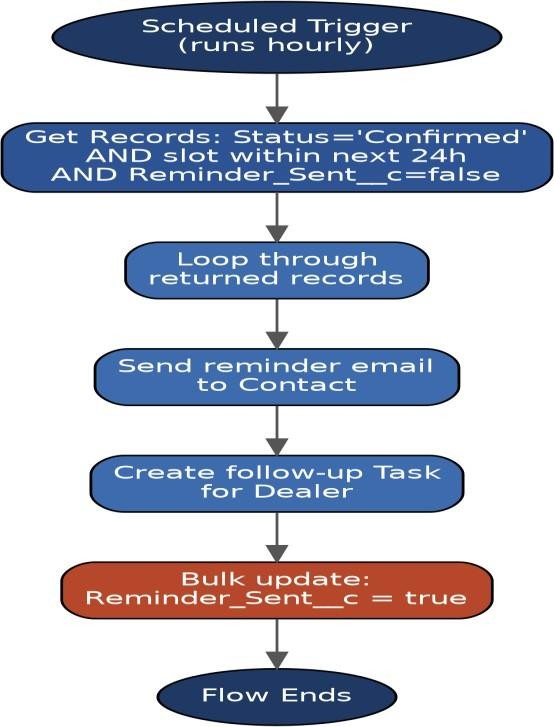 Scheduled Trigger
(runs hourly)
Get Records: Status='Confirmed'
AND slot within next 24h
AND Reminder_Sent__c=false
Loop through
returned records
Send reminder email
to Contact
Create follow-up Task
for Dealer
Bulk update:
Reminder_Sent__c = true
Flow Ends